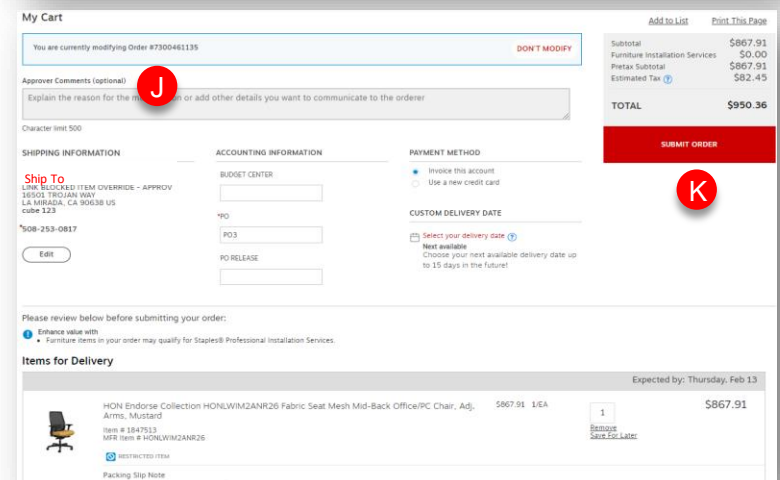 My Cart
Add to List Print This Page
You are currently modifying Order #7300461135 DON'T MODIFY
Subtotal $867.91
Furniture Installation Services $0.00
Pretax Subtotal $867.91
Estimated Tax ? $82.45
TOTAL $950.36
SUBMIT ORDER
K
Approver Comments (optional)
J
Explain the reason for the m on or add other details you want to communicate to the orderer
Character limit 500
SHIPPING INFORMATION
Ship To
LINK BLOCKED ITEM OVERRIDE - APPROV
16501 TROJAN WAY
LA MIRADA, CA 90638 US
cube 123
*508-253-0817
Edit
ACCOUNTING INFORMATION
BUDGET CENTER
*PO
PO3
PO RELEASE
PAYMENT METHOD
Invoice this account
Use a new credit card
CUSTOM DELIVERY DATE
Select your delivery date ?
Next available
Choose your next available delivery date up
to 15 days in the future!
Please review below before submitting your order:
Enhance value with
• Furniture items in your order may qualify for Staples® Professional Installation Services.
Items for Delivery
Expected by: Thursday, Feb 13
HON Endorse Collection HONLWIM2ANR26 Fabric Seat Mesh Mid-Back Office/PC Chair, Adj. $867.91 1/EA 1 $867.91
Arms, Mustard
Item # 1847513
MFR Item # HONLWIM2ANR26
Remove
Save For Later
RESTRICTED ITEM
Packing Slip Note